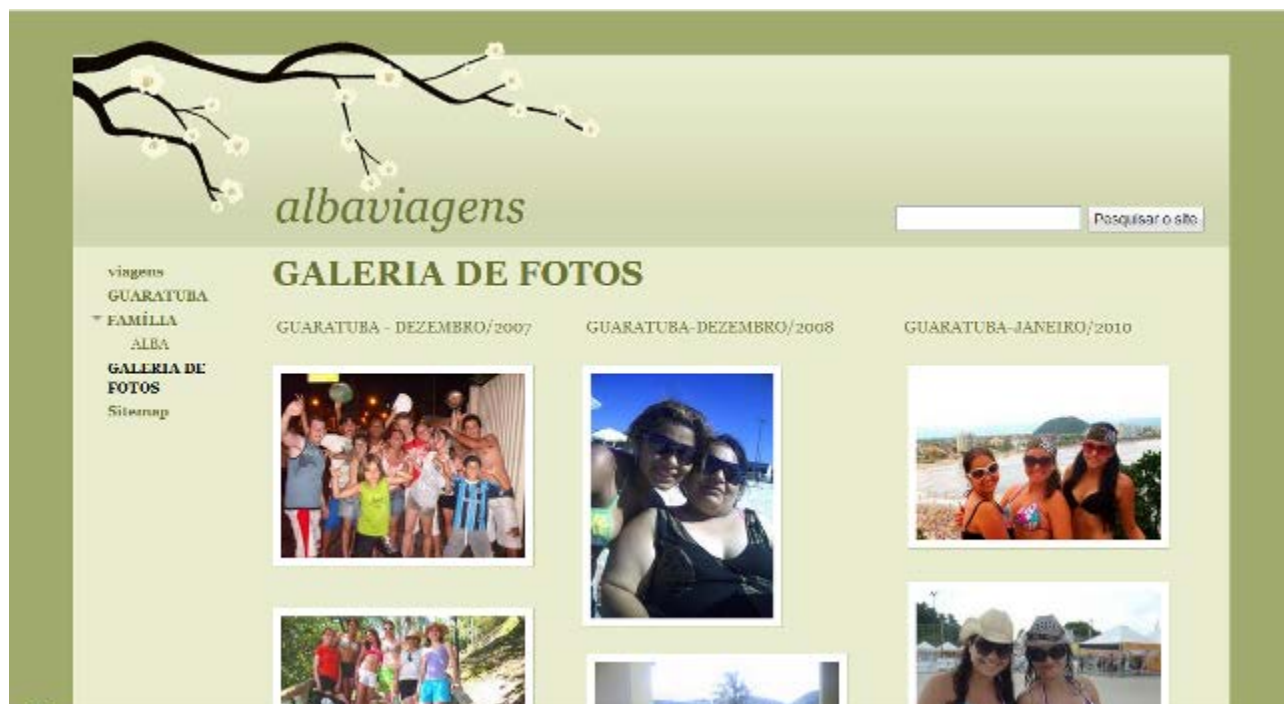 albaviagens
Pesquisar o site
viagens
GUARATUBA
FAMÍLIA
ALBA
GALERIA DE
FOTOS
Sitemap
GALERIA DE FOTOS
GUARATUBA - DEZEMBRO/2007
GUARATUBA-DEZEMBRO/2008
GUARATUBA-JANEIRO/2010